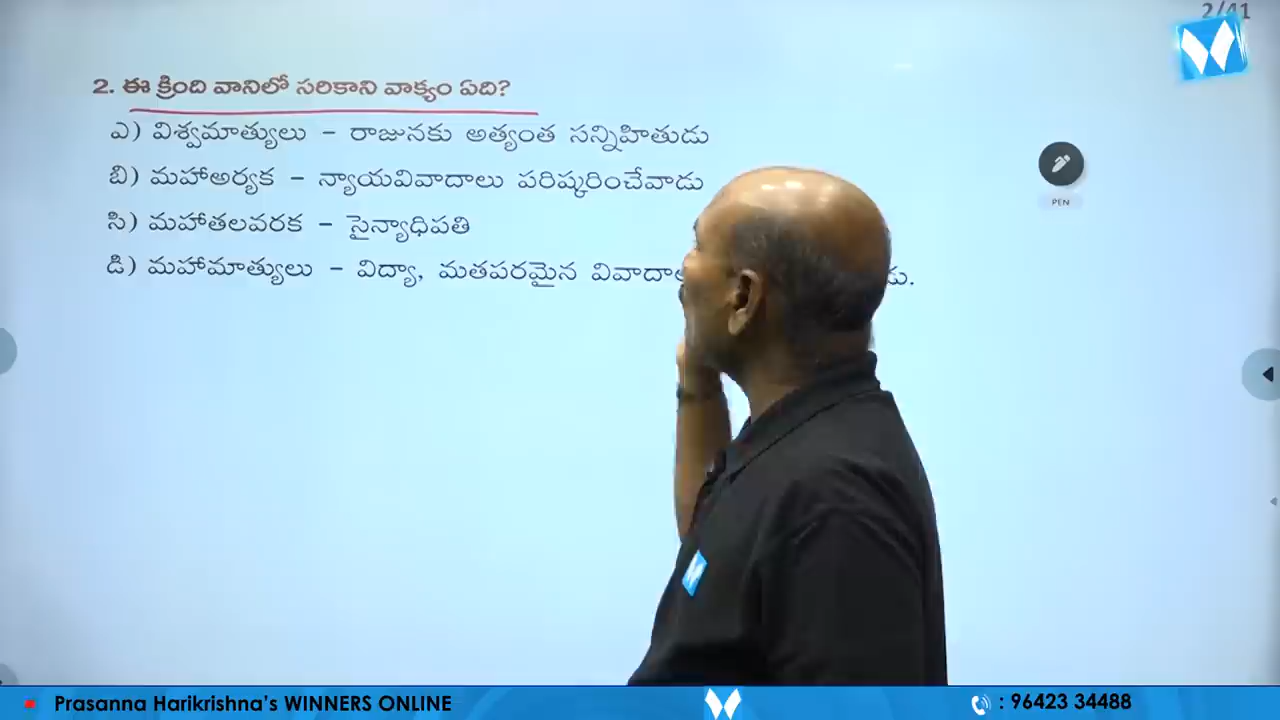 2/41
2. ఈ క్రింది వానిలో సరికాని వాక్యం ఏది?
ఎ) విశ్వమాత్యులు – రాజునకు అత్యంత సన్నిహితుడు
బి) మహాఅర్యక – న్యాయవివాదాలు పరిష్కరించేవాడు
సి) మహాతలవరక – సైన్యాధిపతి
డి) మహామాత్యులు – విద్యా, మతపరమైన
PEN
Prasanna Harikrishna's WINNERS ONLINE
: 96423 34488